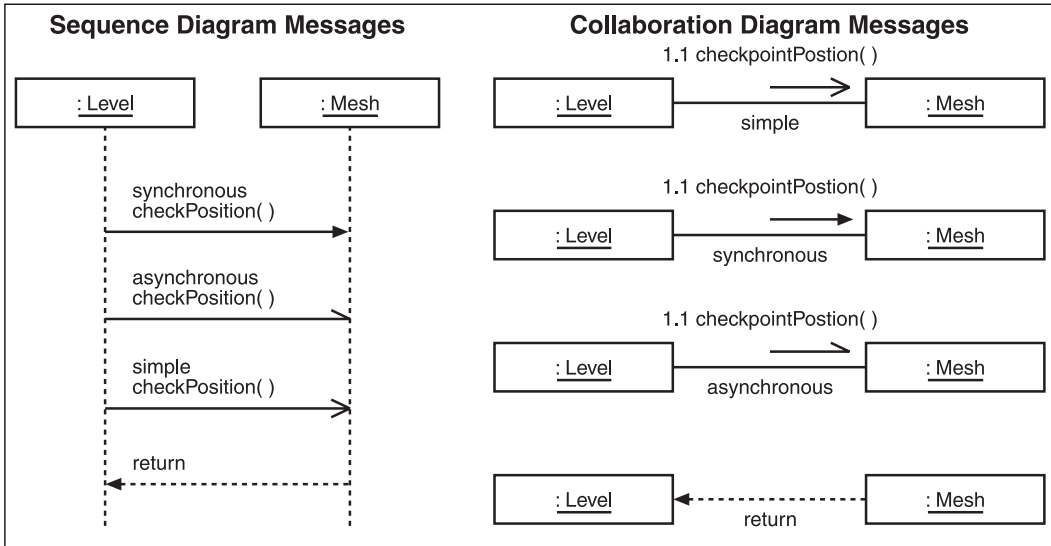 Sequence Diagram Messages
: Level
: Mesh
synchronous
checkPosition( )
asynchronous
checkPosition( )
simple
checkPosition( )
return
Collaboration Diagram Messages
1.1 checkpointPostion( )
: Level
: Mesh
simple
1.1 checkpointPostion( )
: Level
: Mesh
synchronous
1.1 checkpointPostion( )
: Level
: Mesh
asynchronous
: Level
: Mesh
return